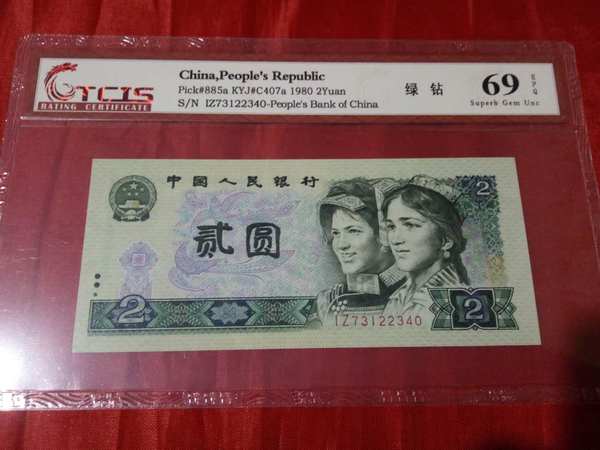 TCIS
RATING CERTIFICATE
China,People's Republic
Pick#885a KYJ#C407a 1980 2Yuan
S/N IZ73122340-People's Bank of China
绿 钻
69 EPQ
Superb Gem Unc
中国人民银行
贰圆
2
2
2
IZ73122340